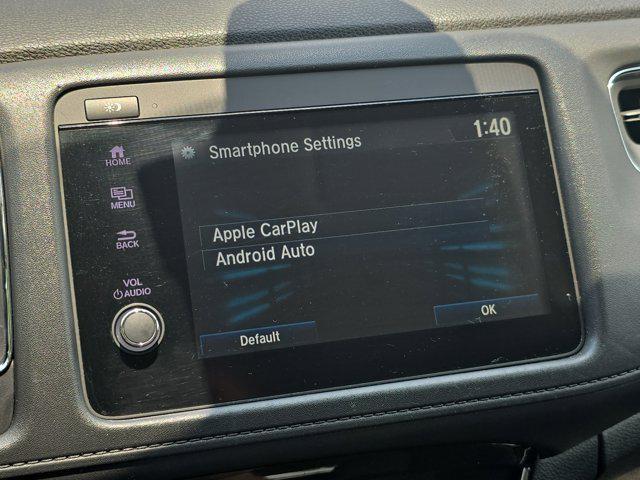 Smartphone Settings
1:40
HOME
MENU
BACK
VOL
AUDIO
Apple CarPlay
Android Auto
Default
OK